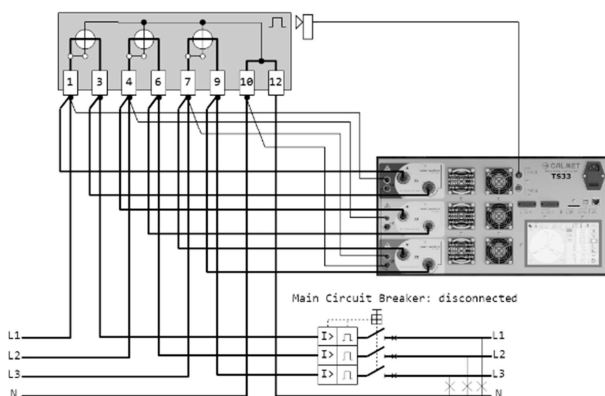 1 3 4 6 7 9 10 12
CALMET
TS33
Main Circuit Breaker: disconnected
L1 I> L1
L2 I> L2
L3 I> L3
N N